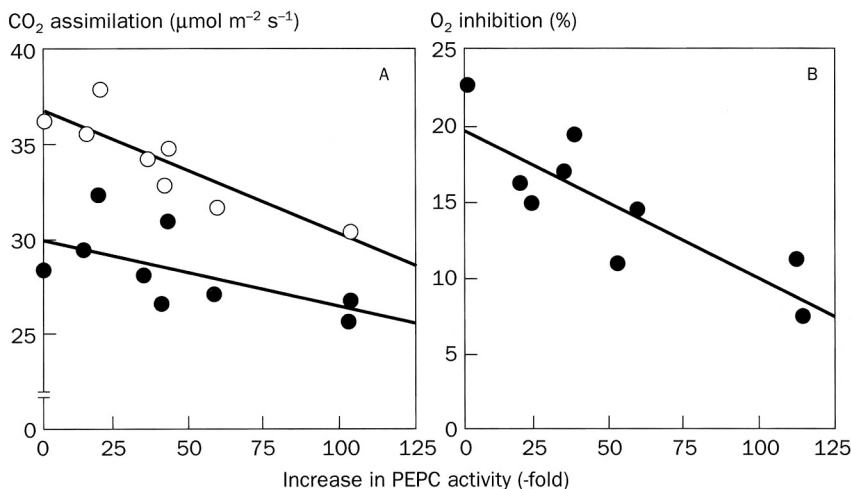 CO₂ assimilation (μmol m⁻² s⁻¹)
O₂ inhibition (%)
A
B
40
35
30
25
0
0 25 50 75 100 125
25
20
15
10
5
0
0 25 50 75 100 125
Increase in PEPC activity (-fold)